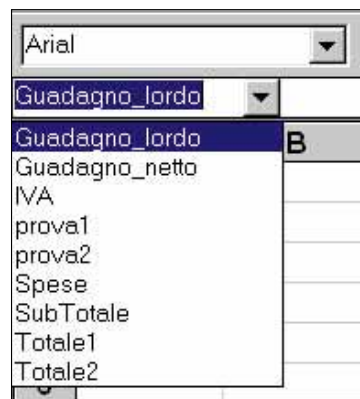 Arial
Guadagno_lordo
Guadagno_lordo
B
Guadagno_netto
IVA
prova1
prova2
Spese
SubTotale
Totale1
Totale2